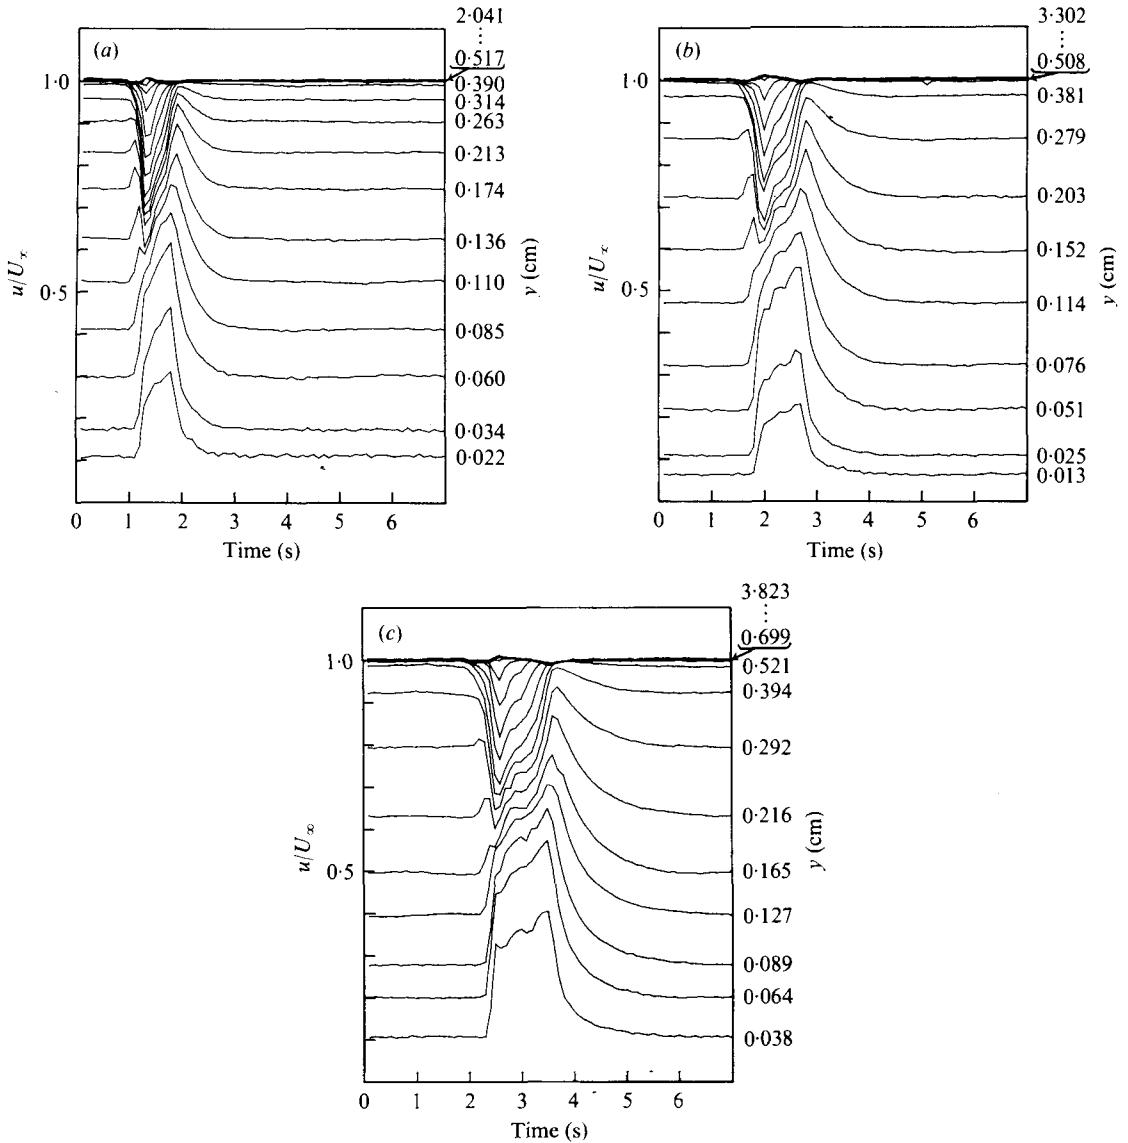 (a)
2·041
0·517
1·0
0·390
0·314
0·263
0·213
0·174
0·136
0·110
0·5
0·085
0·060
0·034
0·022
u/U∞
y (cm)
0 1 2 3 4 5 6
Time (s)
(b)
3·302
0·508
1·0
0·381
0·279
0·203
0·152
0·5
0·114
0·076
0·051
0·025
0·013
u/U∞
y (cm)
0 1 2 3 4 5 6
Time (s)
(c)
3·823
0·699
1·0
0·521
0·394
0·292
0·216
0·5
0·165
0·127
0·089
0·064
0·038
u/U∞
y (cm)
0 1 2 3 4 5 6
Time (s)